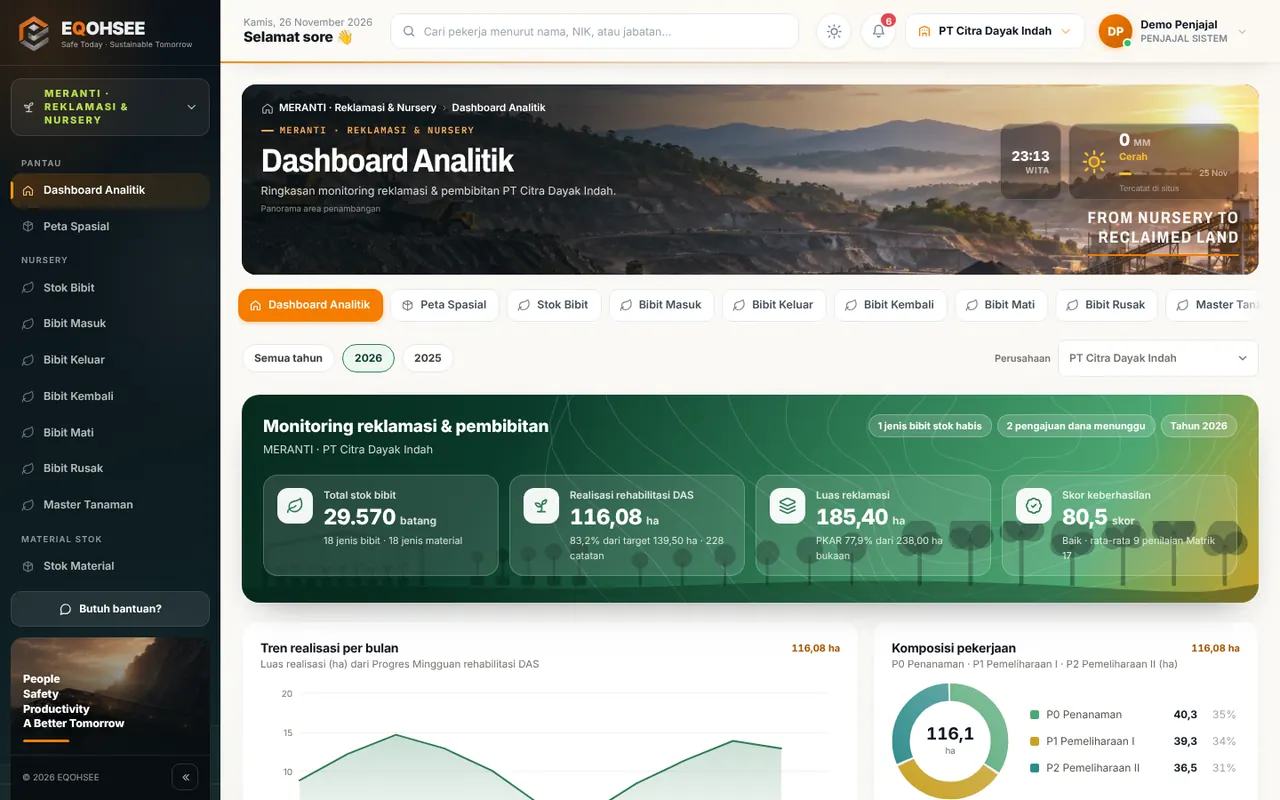 EQOHSEE
Safe Today · Sustainable Tomorrow
MERANTI ·
REKLAMASI &
NURSERY
PANTAU
Dashboard Analitik
Peta Spasial
NURSERY
Stok Bibit
Bibit Masuk
Bibit Keluar
Bibit Kembali
Bibit Mati
Bibit Rusak
Master Tanaman
MATERIAL STOK
Stok Material
Butuh bantuan?
People
Safety
Productivity
A Better Tomorrow
© 2026 EQOHSEE
Kamis, 26 November 2026
Selamat sore 👋
Cari pekerja menurut nama, NIK, atau jabatan...
6
PT Citra Dayak Indah
DP
Demo Penjajal
PENJAJAL SISTEM
MERANTI · Reklamasi & Nursery › Dashboard Analitik
MERANTI · REKLAMASI & NURSERY
Dashboard Analitik
Ringkasan monitoring reklamasi & pembibitan PT Citra Dayak Indah.
Panorama area penambangan
23:13
WITA
0 MM
Cerah
25 Nov
Tercatat di situs
FROM NURSERY TO
RECLAIMED LAND
Dashboard Analitik
Peta Spasial
Stok Bibit
Bibit Masuk
Bibit Keluar
Bibit Kembali
Bibit Mati
Bibit Rusak
Master Tan
Semua tahun
2026
2025
Perusahaan
PT Citra Dayak Indah
Monitoring reklamasi & pembibitan
MERANTI · PT Citra Dayak Indah
1 jenis bibit stok habis
2 pengajuan dana menunggu
Tahun 2026
Total stok bibit
29.570 batang
18 jenis bibit · 18 jenis material
Realisasi rehabilitasi DAS
116,08 ha
83,2% dari target 139,50 ha · 228
catatan
Luas reklamasi
185,40 ha
PKAR 77,9% dari 238,00 ha
bukaan
Skor keberhasilan
80,5 skor
Baik · rata-rata 9 penilaian Matrik
17
Tren realisasi per bulan
116,08 ha
Luas realisasi (ha) dari Progres Mingguan rehabilitasi DAS
20
15
10
Komposisi pekerjaan
116,08 ha
P0 Penanaman · P1 Pemeliharaan I · P2 Pemeliharaan II (ha)
116,1
ha
P0 Penanaman 40,3 35%
P1 Pemeliharaan I 39,3 34%
P2 Pemeliharaan II 36,5 31%